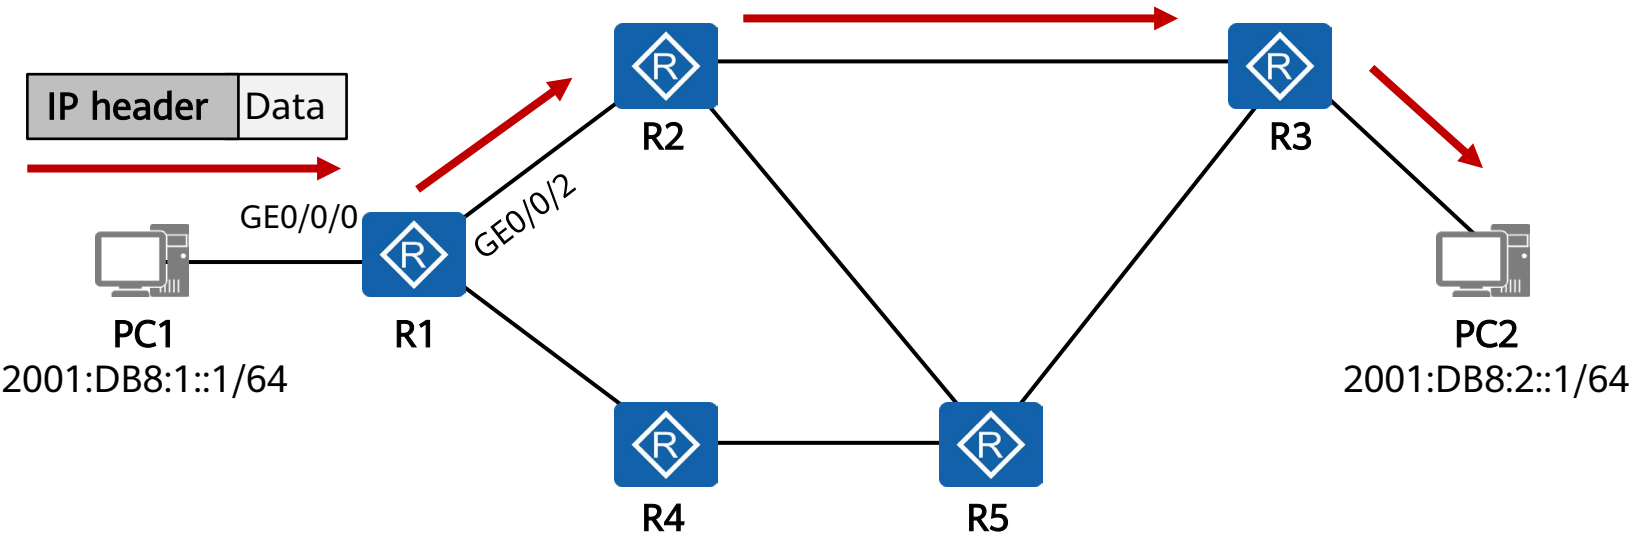 IP header Data
R2
R3
GE0/0/0
GE0/0/2
PC1
2001:DB8:1::1/64
R1
PC2
2001:DB8:2::1/64
R4
R5
R
R
R
R
R